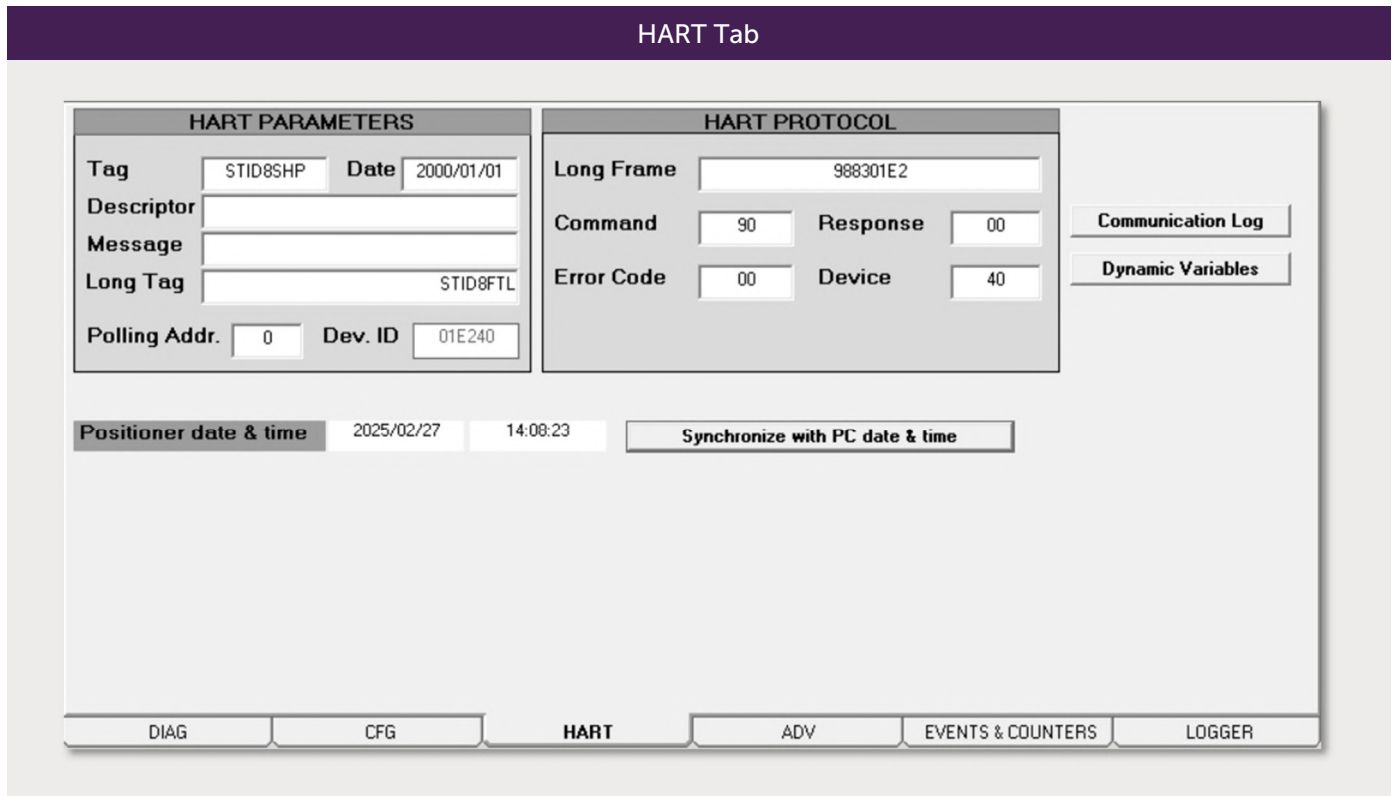 HART Tab
HART PARAMETERS
Tag STID8SHP Date 2000/01/01
Descriptor
Message
Long Tag STID8FTL
Polling Addr. 0 Dev. ID 01E240
HART PROTOCOL
Long Frame 988301E2
Command 90 Response 00
Error Code 00 Device 40
Communication Log
Dynamic Variables
Positioner date & time 2025/02/27 14:08:23 Synchronize with PC date & time
DIAG CFG HART ADV EVENTS & COUNTERS LOGGER